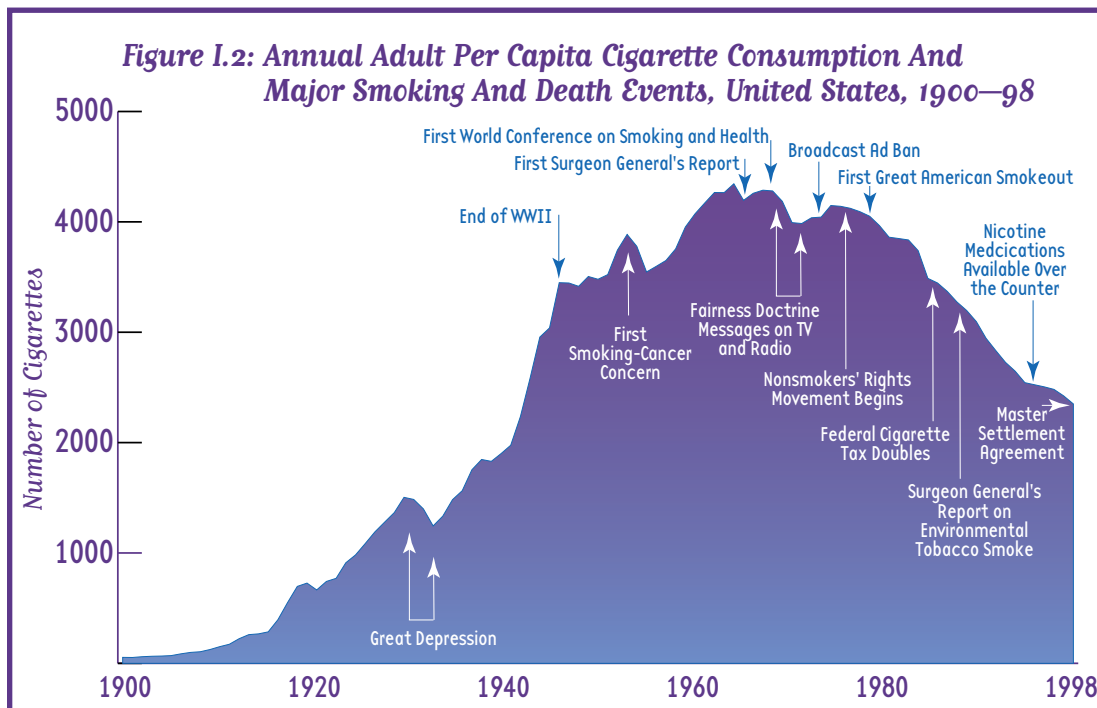 Figure I.2: Annual Adult Per Capita Cigarette Consumption And
Major Smoking And Death Events, United States, 1900—98
Number of Cigarettes
5000
4000
3000
2000
1000
First World Conference on Smoking and Health
First Surgeon General's Report
Broadcast Ad Ban
First Great American Smokeout
End of WWII
Nicotine
Medcications
Available Over
the Counter
First
Smoking-Cancer
Concern
Fairness Doctrine
Messages on TV
and Radio
Nonsmokers' Rights
Movement Begins
Federal Cigarette
Tax Doubles
Master
Settlement
Agreement
Surgeon General's
Report on
Environmental
Tobacco Smoke
Great Depression
1900
1920
1940
1960
1980
1998